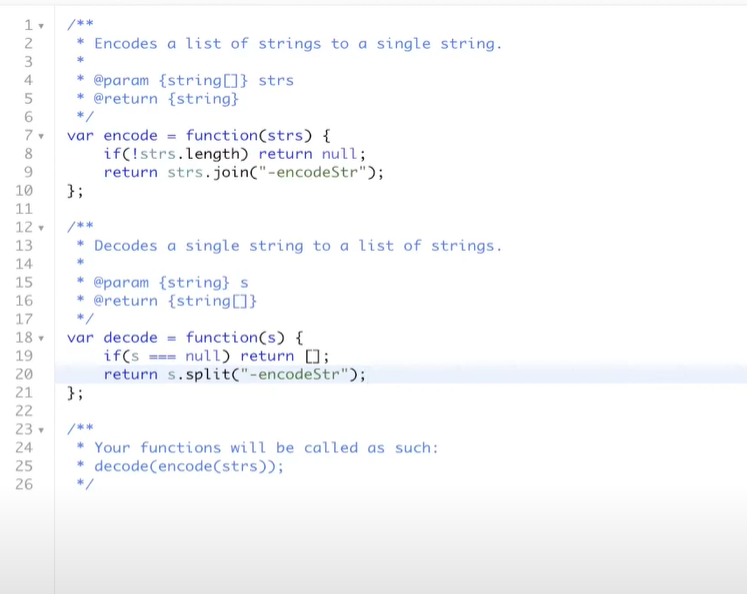 1 /**
2  * Encodes a list of strings to a single string.
3  *
4  * @param {string[]} strs
5  * @return {string}
6  */
7 var encode = function(strs) {
8     if(!strs.length) return null;
9     return strs.join("-encodeStr");
10 };
11
12 /**
13  * Decodes a single string to a list of strings.
14  *
15  * @param {string} s
16  * @return {string[]}
17  */
18 var decode = function(s) {
19     if(s === null) return [];
20     return s.split("-encodeStr");
21 };
22
23 /**
24  * Your functions will be called as such:
25  * decode(encode(strs));
26  */